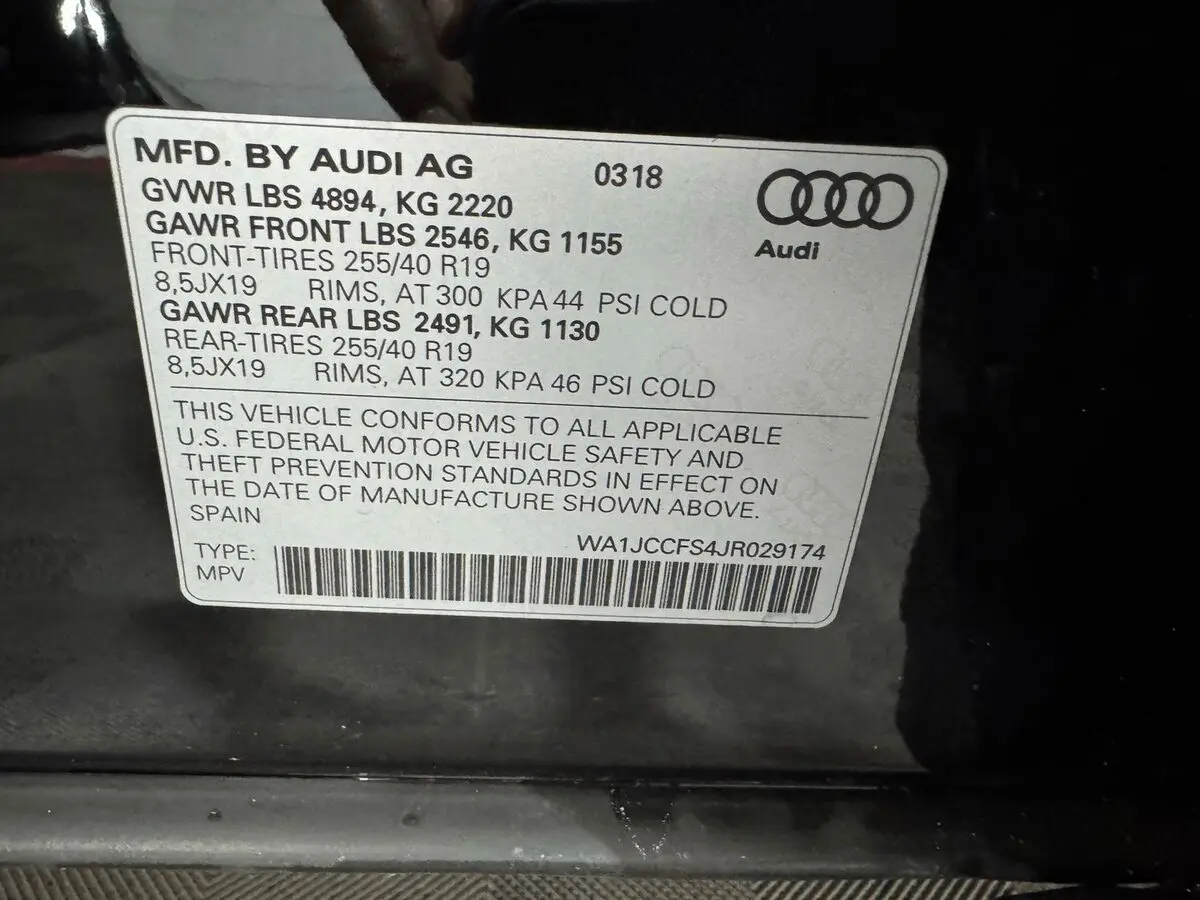 MFD. BY AUDI AG 0318
GVWR LBS 4894, KG 2220
GAWR FRONT LBS 2546, KG 1155
Audi
FRONT-TIRES 255/40 R19
8,5JX19 RIMS, AT 300 KPA 44 PSI COLD
GAWR REAR LBS 2491, KG 1130
REAR-TIRES 255/40 R19
8,5JX19 RIMS, AT 320 KPA 46 PSI COLD
THIS VEHICLE CONFORMS TO ALL APPLICABLE
U.S. FEDERAL MOTOR VEHICLE SAFETY AND
THEFT PREVENTION STANDARDS IN EFFECT ON
THE DATE OF MANUFACTURE SHOWN ABOVE.
SPAIN
WA1JCCFS4JR029174
TYPE:
MPV